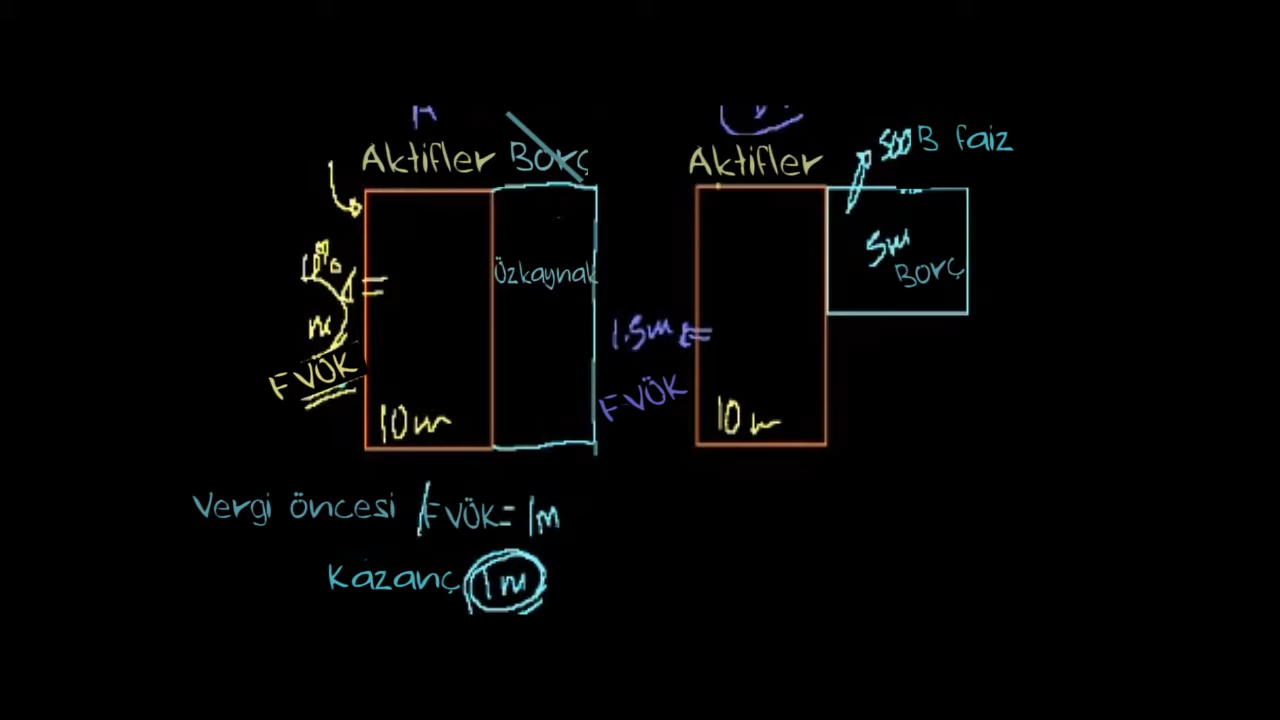 A
Aktifler Borç
Özkaynak
FVÖK
10m
Vergi öncesi FVÖK = 1m
Kazanç 1m
Aktifler
500B faiz
5m
Borç
1.5m =
FVÖK
10m